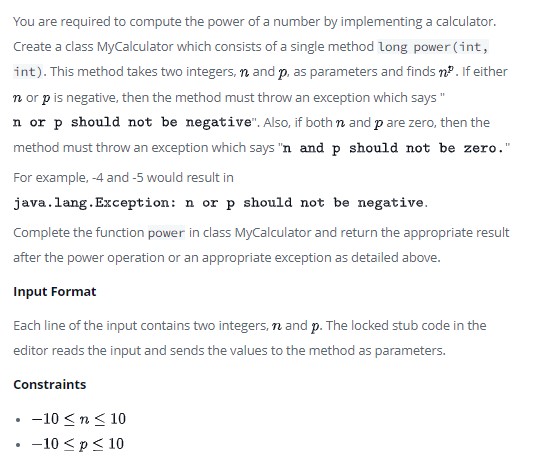 You are required to compute the power of a number by implementing a calculator.
Create a class MyCalculator which consists of a single method long power(int,
int). This method takes two integers, n and p, as parameters and finds nᵖ. If either
n or p is negative, then the method must throw an exception which says "
n or p should not be negative". Also, if both n and p are zero, then the
method must throw an exception which says "n and p should not be zero."
For example, -4 and -5 would result in
java.lang.Exception: n or p should not be negative.
Complete the function power in class MyCalculator and return the appropriate result
after the power operation or an appropriate exception as detailed above.
Input Format
Each line of the input contains two integers, n and p. The locked stub code in the
editor reads the input and sends the values to the method as parameters.
Constraints
• −10 ≤ n ≤ 10
• −10 ≤ p ≤ 10